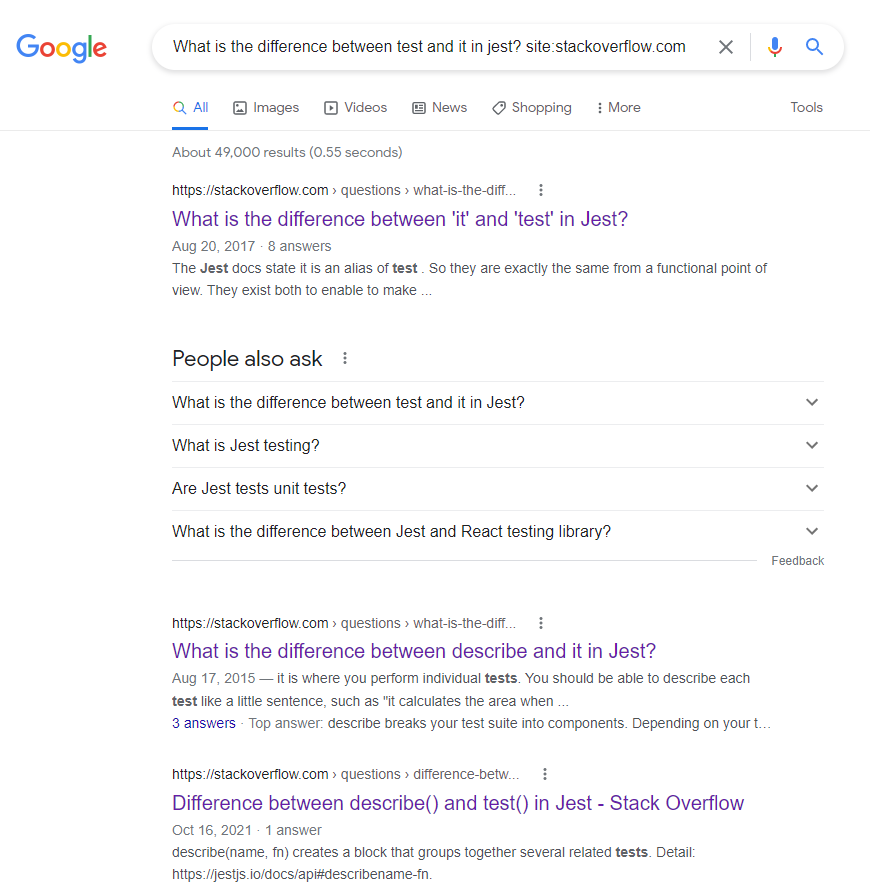 Google
What is the difference between test and it in jest? site:stackoverflow.com
All Images Videos News Shopping More Tools
About 49,000 results (0.55 seconds)
https://stackoverflow.com › questions › what-is-the-diff...
What is the difference between 'it' and 'test' in Jest?
Aug 20, 2017 · 8 answers
The Jest docs state it is an alias of test . So they are exactly the same from a functional point of
view. They exist both to enable to make ...
People also ask
What is the difference between test and it in Jest?
What is Jest testing?
Are Jest tests unit tests?
What is the difference between Jest and React testing library?
Feedback
https://stackoverflow.com › questions › what-is-the-diff...
What is the difference between describe and it in Jest?
Aug 17, 2015 — it is where you perform individual tests. You should be able to describe each
test like a little sentence, such as "it calculates the area when ...
3 answers · Top answer: describe breaks your test suite into components. Depending on your t...
https://stackoverflow.com › questions › difference-betw...
Difference between describe() and test() in Jest - Stack Overflow
Oct 16, 2021 · 1 answer
describe(name, fn) creates a block that groups together several related tests. Detail:
https://jestjs.io/docs/api#describename-fn.